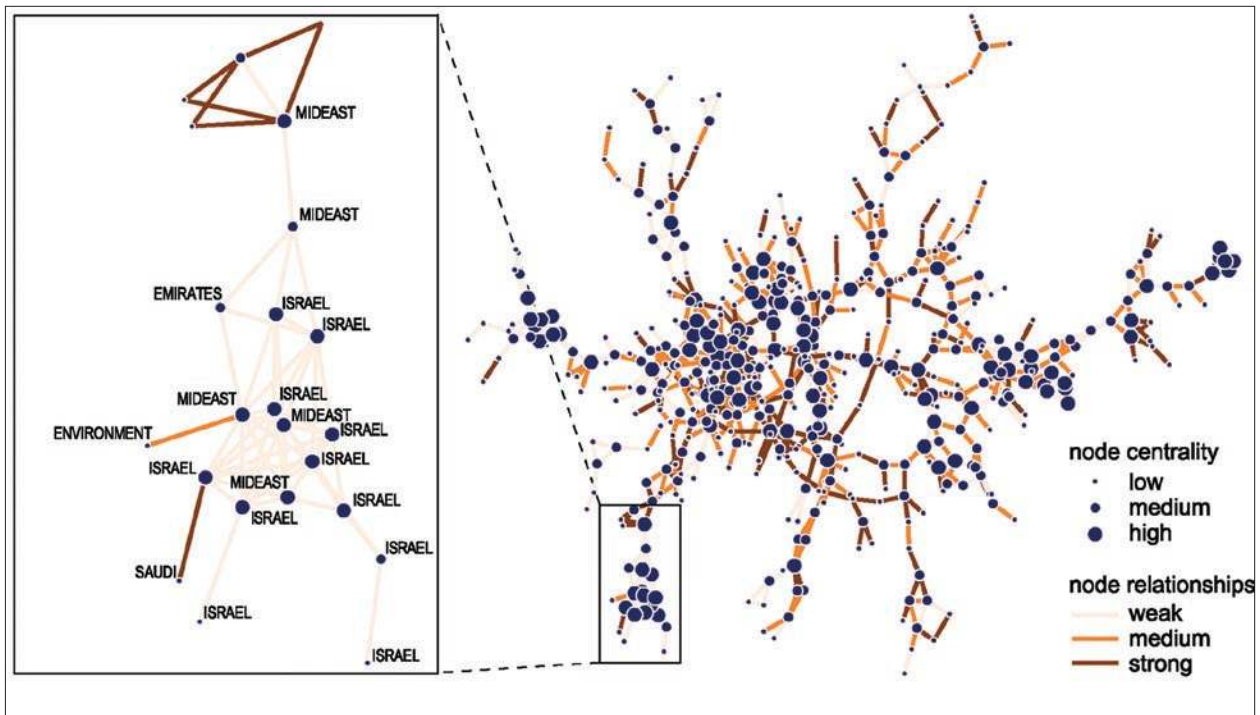 MIDEAST
MIDEAST
EMIRATES
ISRAEL
ISRAEL
MIDEAST
ISRAEL
MIDEAST
ISRAEL
ENVIRONMENT
ISRAEL
ISRAEL
MIDEAST
ISRAEL
ISRAEL
ISRAEL
SAUDI
ISRAEL
ISRAEL
node centrality
low
medium
high
node relationships
weak
medium
strong